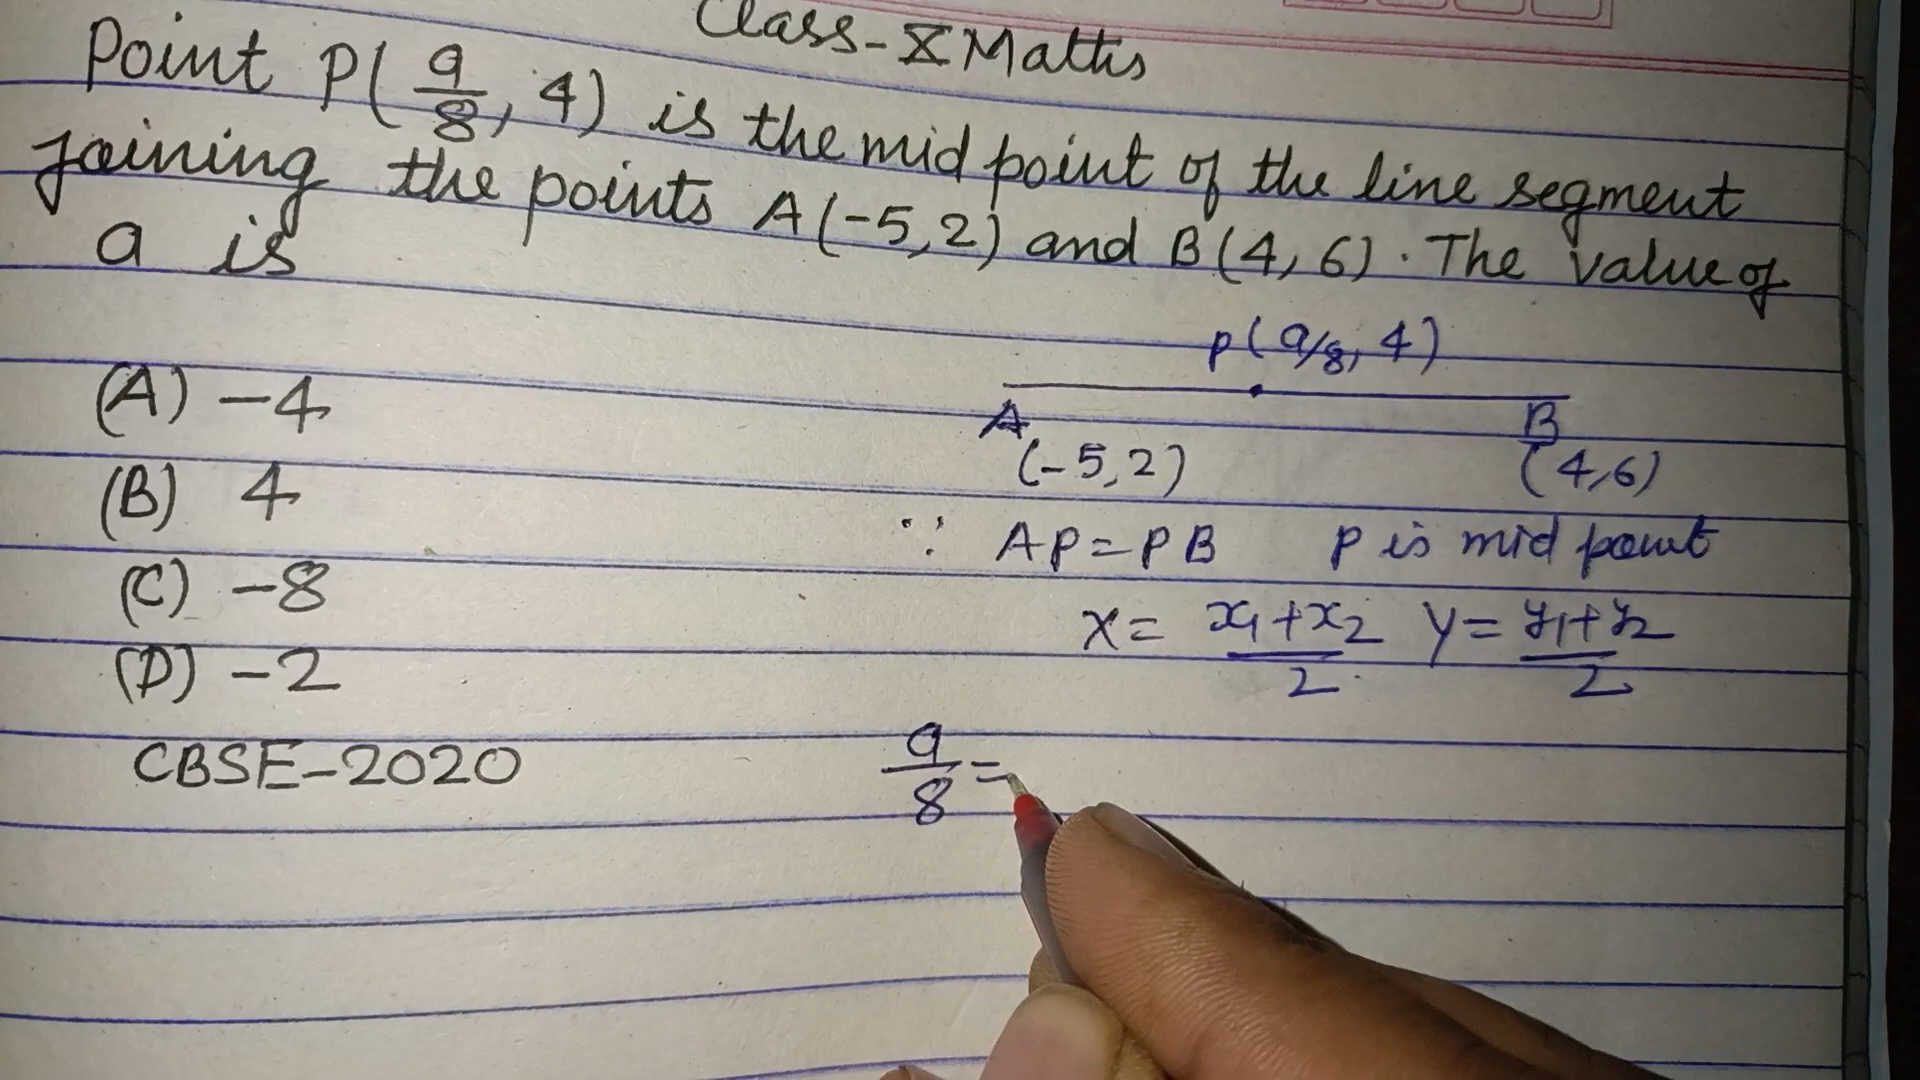 Class-X Maths
Point P(a/8, 4) is the mid point of the line segment
joining the points A(-5,2) and B(4,6). The value of
a is
(A) -4
(B) 4
(C) -8
(D) -2
CBSE-2020
P(a/8, 4)
A B
(-5,2) (4,6)
∵ AP=PB P is mid point
X= x1+x2/2 Y= y1+y2/2
a/8 =